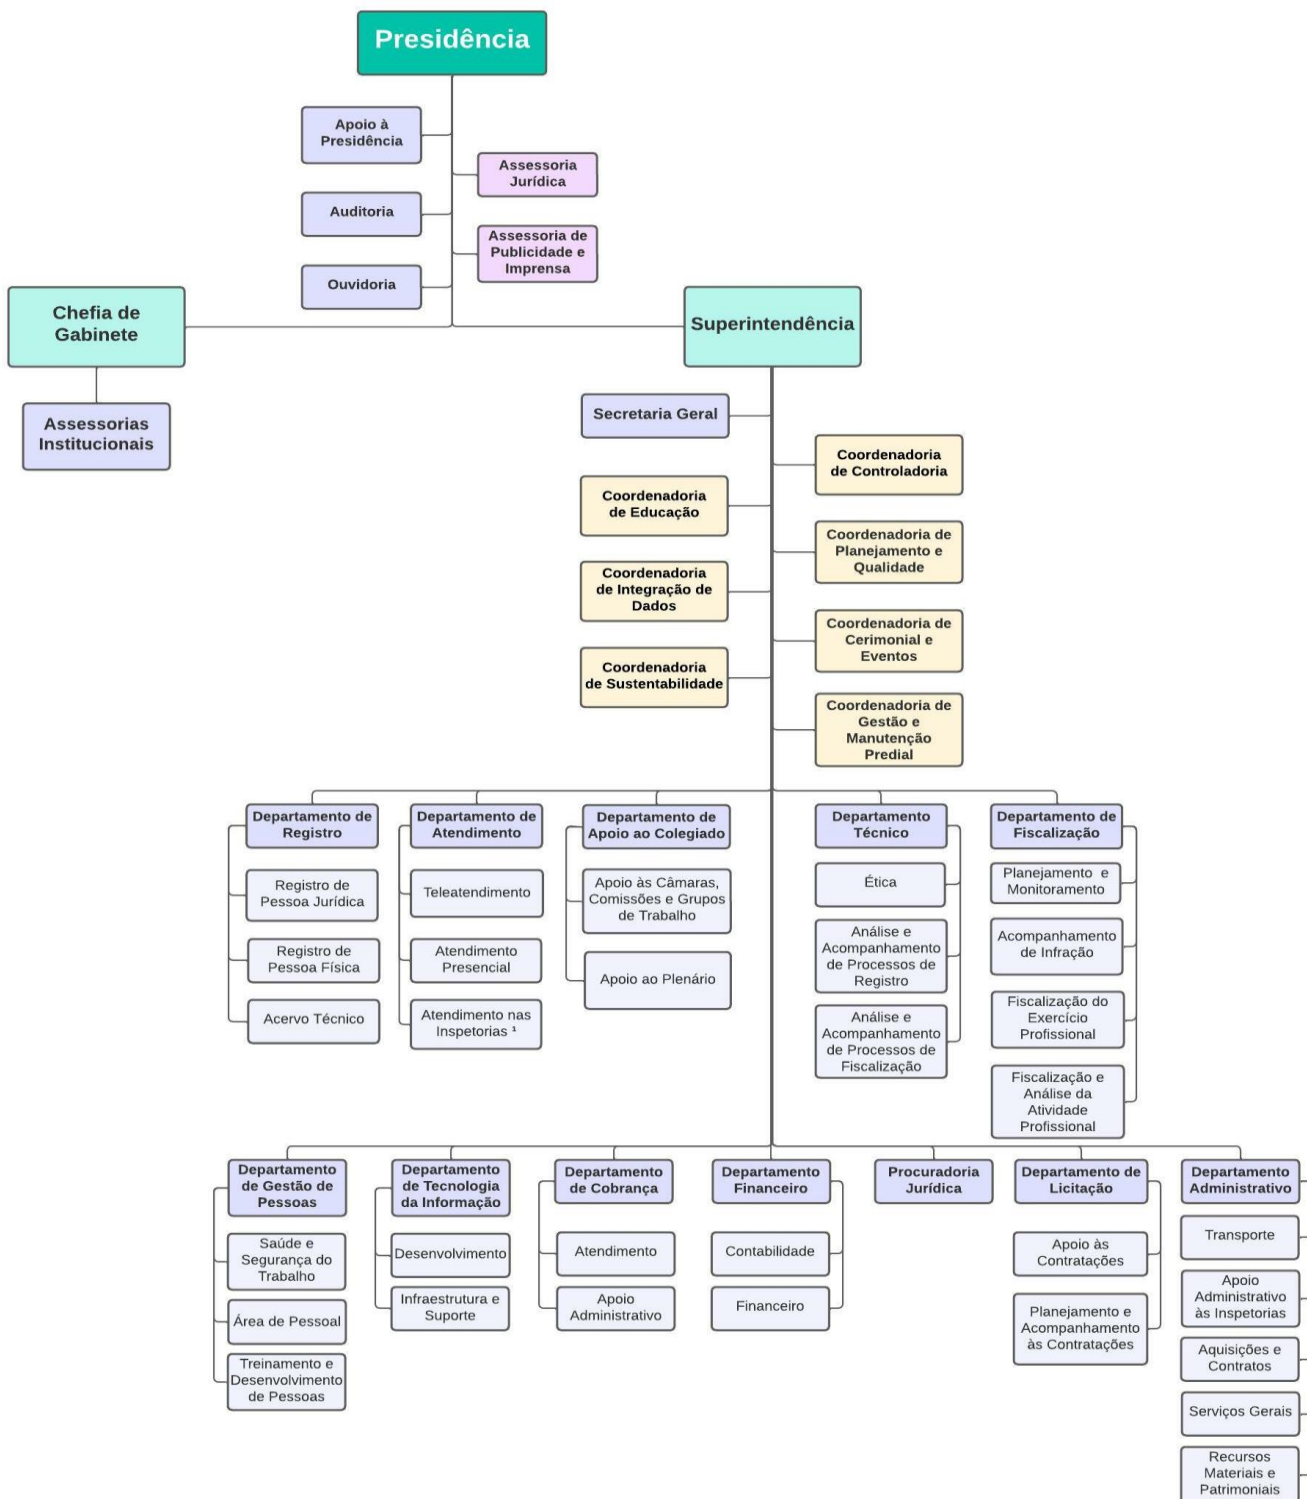 Presidência
Apoio à
Presidência
Assessoria
Jurídica
Auditoria
Assessoria de
Publicidade e
Imprensa
Ouvidoria
Chefia de
Gabinete
Superintendência
Assessorias
Institucionais
Secretaria Geral
Coordenadoria
de Controladoria
Coordenadoria
de Educação
Coordenadoria de
Planejamento e
Qualidade
Coordenadoria
de Integração de
Dados
Coordenadoria de
Cerimonial e
Eventos
Coordenadoria
de Sustentabilidade
Coordenadoria de
Gestão e
Manutenção
Predial
Departamento de
Registro
Registro de
Pessoa Jurídica
Registro de
Pessoa Física
Acervo Técnico
Departamento de
Atendimento
Teleatendimento
Atendimento
Presencial
Atendimento nas
Inspetorias ¹
Departamento de
Apoio ao Colegiado
Apoio às Câmaras,
Comissões e Grupos
de Trabalho
Apoio ao Plenário
Departamento
Técnico
Ética
Análise e
Acompanhamento
de Processos de
Registro
Análise e
Acompanhamento
de Processos de
Fiscalização
Departamento de
Fiscalização
Planejamento e
Monitoramento
Acompanhamento
de Infração
Fiscalização do
Exercício
Profissional
Fiscalização e
Análise da
Atividade
Profissional
Departamento
de Gestão de
Pessoas
Saúde e
Segurança do
Trabalho
Área de Pessoal
Treinamento e
Desenvolvimento
de Pessoas
Departamento
de Tecnologia
da Informação
Desenvolvimento
Infraestrutura e
Suporte
Departamento
de Cobrança
Atendimento
Apoio
Administrativo
Departamento
Financeiro
Contabilidade
Financeiro
Procuradoria
Jurídica
Departamento de
Licitação
Apoio às
Contratações
Planejamento e
Acompanhamento
às Contratações
Departamento
Administrativo
Transporte
Apoio
Administrativo
às Inspetorias
Aquisições e
Contratos
Serviços Gerais
Recursos
Materiais e
Patrimoniais